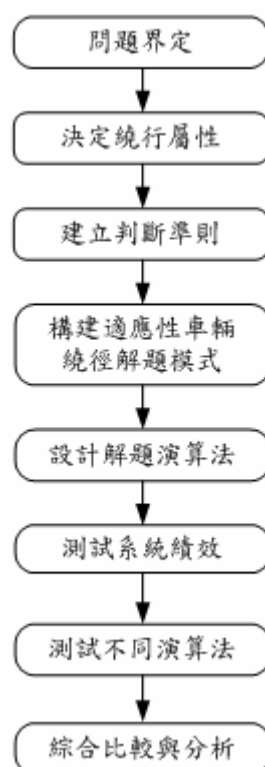 問題界定
決定繞行屬性
建立判斷準則
構建適應性車輛
繞徑解題模式
設計解題演算法
測試系統績效
測試不同演算法
綜合比較與分析